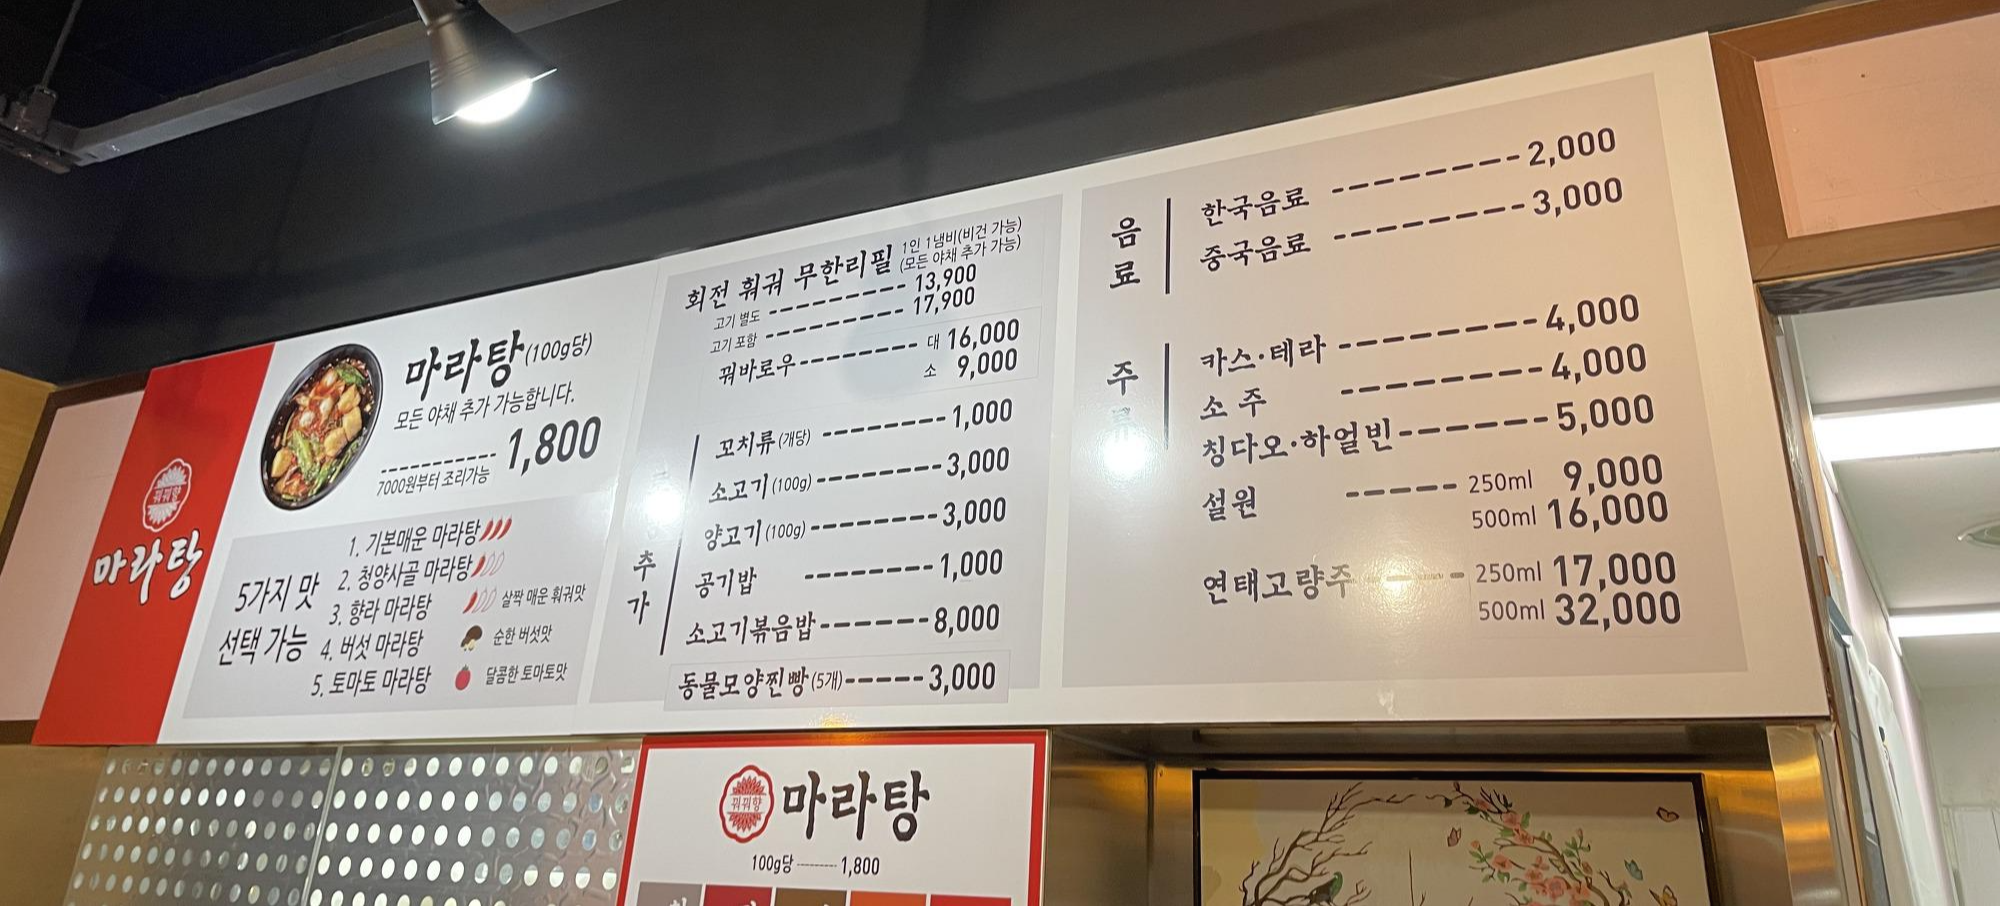 꿔꿔향
마라탕
마라탕(100g당)
모든 야채 추가 가능합니다.
1,800
7000원부터 조리가능
5가지 맛
선택 가능
1. 기본매운 마라탕
2. 청양사골 마라탕
3. 향라 마라탕 살짝 매운 훠궈맛
4. 버섯 마라탕 순한 버섯맛
5. 토마토 마라탕 달콤한 토마토맛
회전 훠궈 무한리필 1인 1냄비(비건 가능)
(모든 야채 추가 가능)
고기 별도 13,900
고기 포함 17,900
꿔바로우 대 16,000
소 9,000
추가
꼬치류(개당) 1,000
소고기(100g) 3,000
양고기(100g) 3,000
공기밥 1,000
소고기볶음밥 8,000
동물모양찐빵(5개) 3,000
음료
한국음료 2,000
중국음료 3,000
주류
카스·테라 4,000
소주 4,000
칭다오·하얼빈 5,000
설원 250ml 9,000
500ml 16,000
연태고량주 250ml 17,000
500ml 32,000
꿔꿔향 마라탕
100g당 1,800